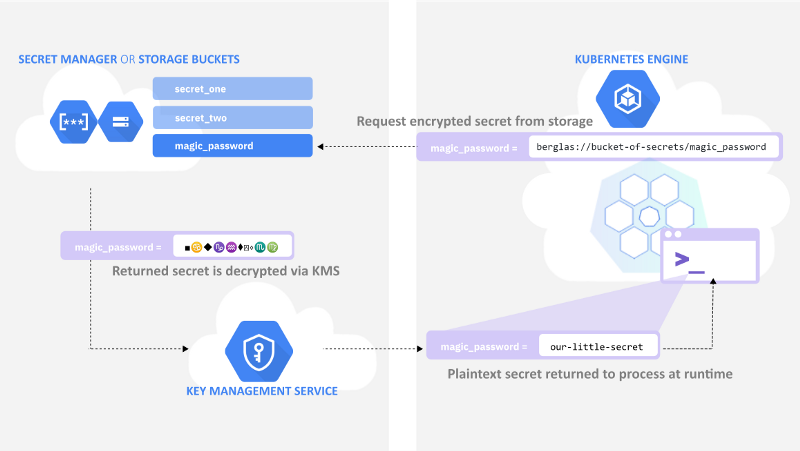 SECRET MANAGER OR STORAGE BUCKETS
secret_one
secret_two
magic_password
[***]
KUBERNETES ENGINE
Request encrypted secret from storage
magic_password = berglas://bucket-of-secrets/magic_password
magic_password = ■♋◆♑♒♦⍰⬥♏♍
Returned secret is decrypted via KMS
>_
KEY MANAGEMENT SERVICE
magic_password = our-little-secret
Plaintext secret returned to process at runtime